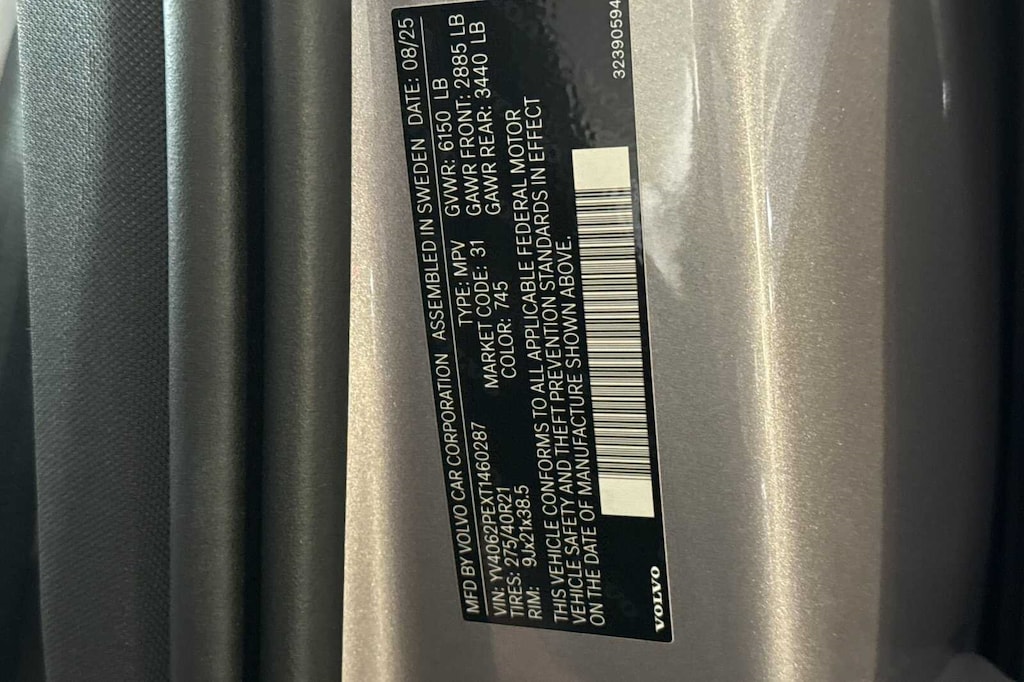 MFD BY VOLVO CAR CORPORATION ASSEMBLED IN SWEDEN DATE: 08/25
VIN: YV4062PEXT1460287 TYPE: MPV GVWR: 6150 LB
TIRES: 275/40R21 MARKET CODE: 31 GAWR FRONT: 2885 LB
RIM: 9Jx21x38.5 COLOR: 745 GAWR REAR: 3440 LB
THIS VEHICLE CONFORMS TO ALL APPLICABLE FEDERAL MOTOR
VEHICLE SAFETY AND THEFT PREVENTION STANDARDS IN EFFECT
ON THE DATE OF MANUFACTURE SHOWN ABOVE.
VOLVO
32390594